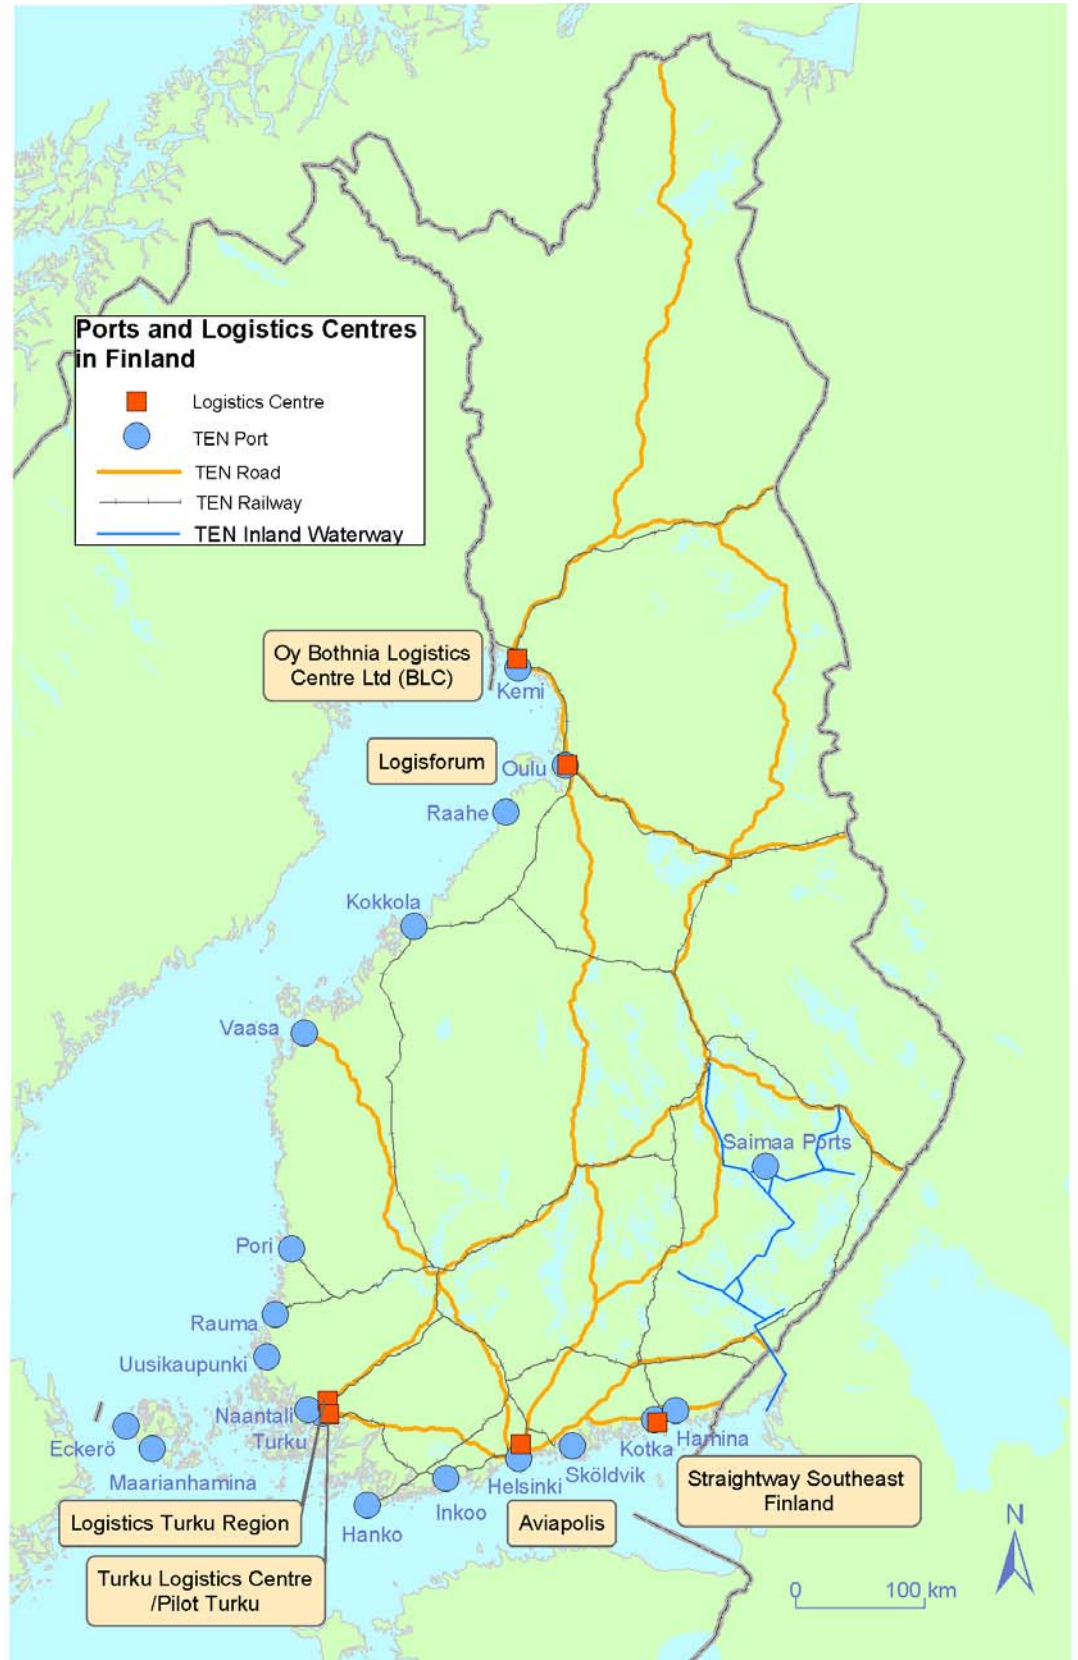 Ports and Logistics Centres
in Finland
Logistics Centre
TEN Port
TEN Road
TEN Railway
TEN Inland Waterway
Oy Bothnia Logistics
Centre Ltd (BLC)
Kemi
Logisforum
Oulu
Raahe
Kokkola
Vaasa
Saimaa Ports
Pori
Rauma
Uusikaupunki
Naantali
Turku
Eckerö
Maarianhamina
Hanko
Inkoo
Helsinki
Sköldvik
Kotka
Hamina
Straightway Southeast
Finland
Logistics Turku Region
Aviapolis
Turku Logistics Centre
/Pilot Turku
N
0 100 km